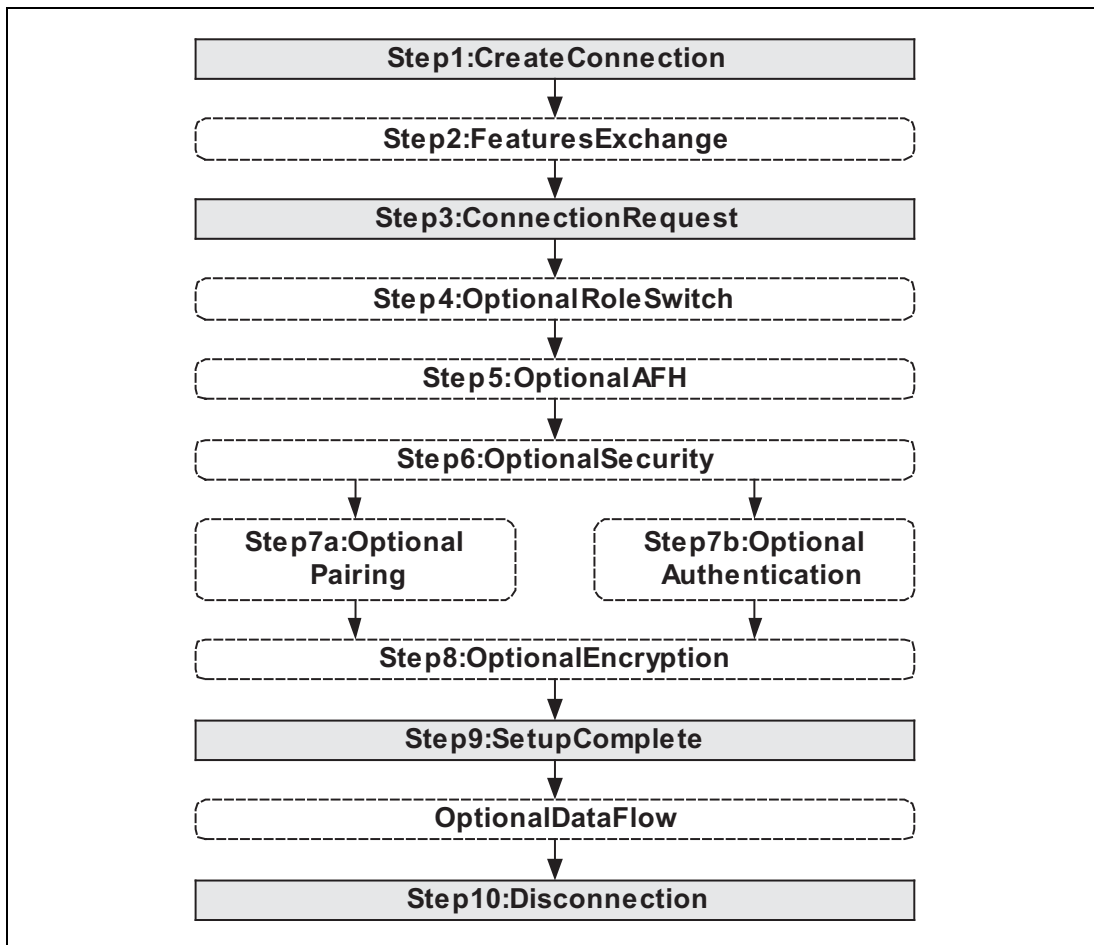 Step1:CreateConnection
Step2:FeaturesExchange
Step3:ConnectionRequest
Step4:OptionalRoleSwitch
Step5:OptionalAFH
Step6:OptionalSecurity
Step7a:Optional
Pairing
Step7b:Optional
Authentication
Step8:OptionalEncryption
Step9:SetupComplete
OptionalDataFlow
Step10:Disconnection